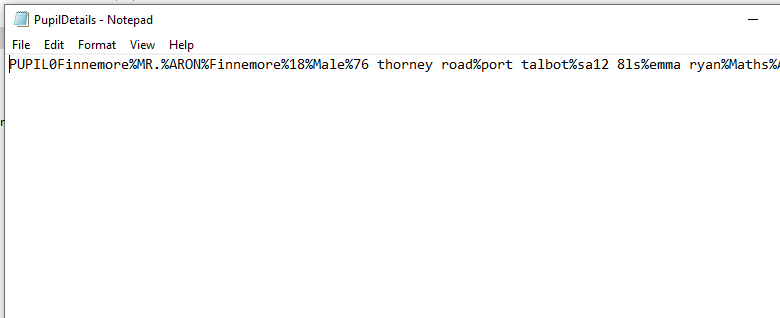 PupilDetails - Notepad
File Edit Format View Help
PUPIL0Finnemore%MR.%ARON%Finnemore%18%Male%76 thorney road%port talbot%sa12 8ls%emma ryan%Maths%A
r